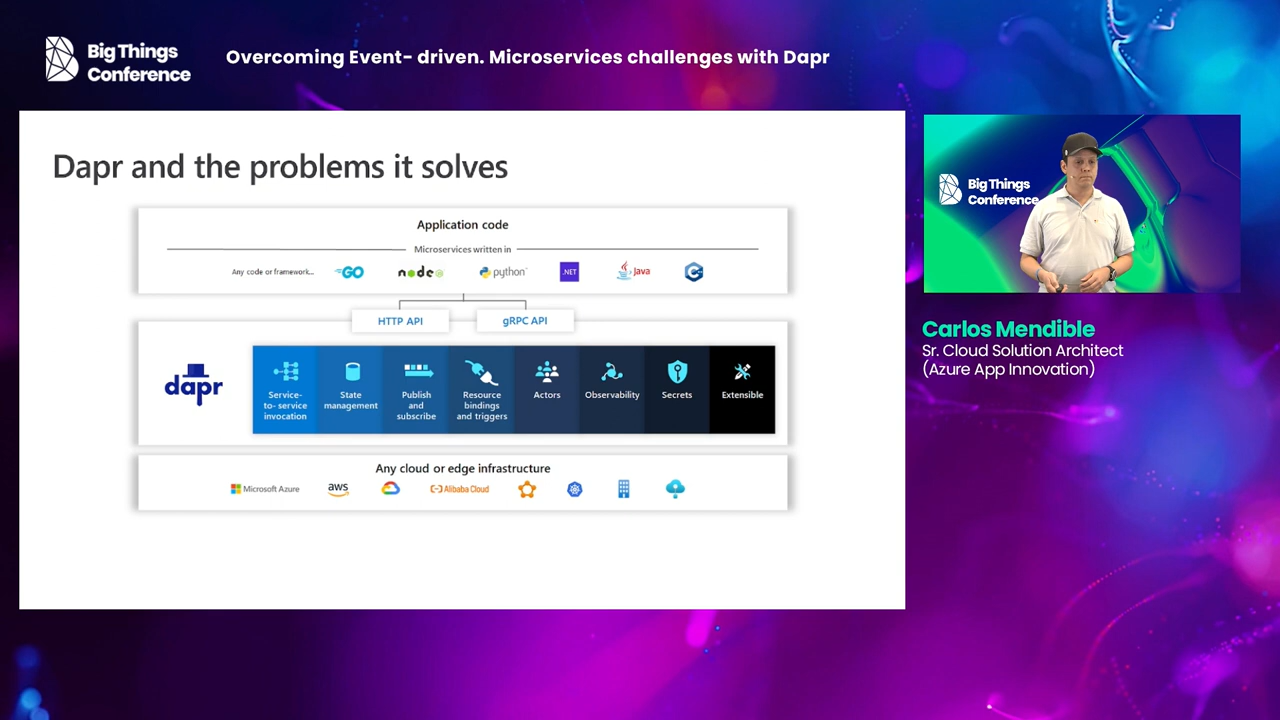 Big Things
Conference
Overcoming Event- driven. Microservices challenges with Dapr
Dapr and the problems it solves
Application code
Microservices written in
Any code or framework...
GO
node
python
.NET
Java
C++
HTTP API
gRPC API
dapr
Service-
to- service
invocation
State
management
Publish
and
subscribe
Resource
bindings
and triggers
Actors
Observability
Secrets
Extensible
Any cloud or edge infrastructure
Microsoft Azure
aws
Alibaba Cloud
Big Things
Conference
Carlos Mendible
Sr. Cloud Solution Architect
(Azure App Innovation)